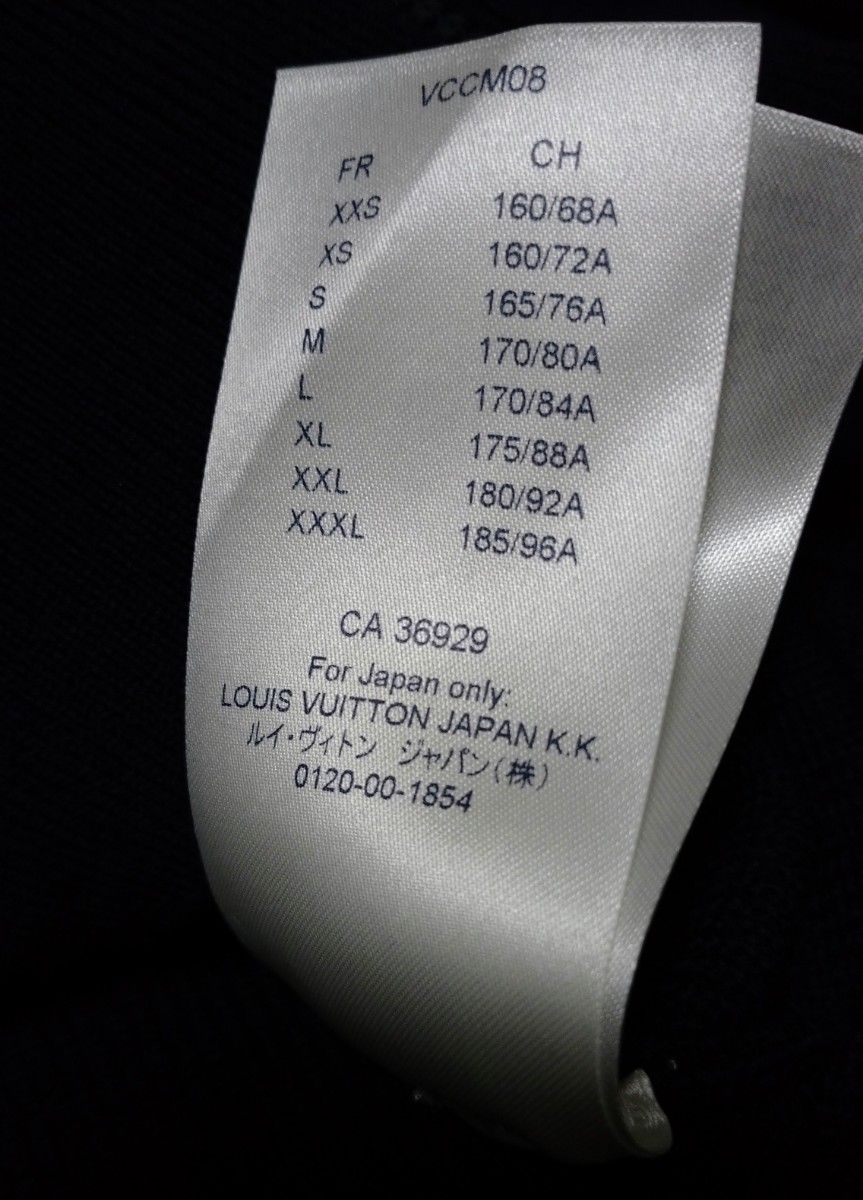 VCCM08
FR CH
XXS 160/68A
XS 160/72A
S 165/76A
M 170/80A
L 170/84A
XL 175/88A
XXL 180/92A
XXXL 185/96A
CA 36929
For Japan only:
LOUIS VUITTON JAPAN K.K.
ルイ・ヴィトン ジャパン(株)
0120-00-1854